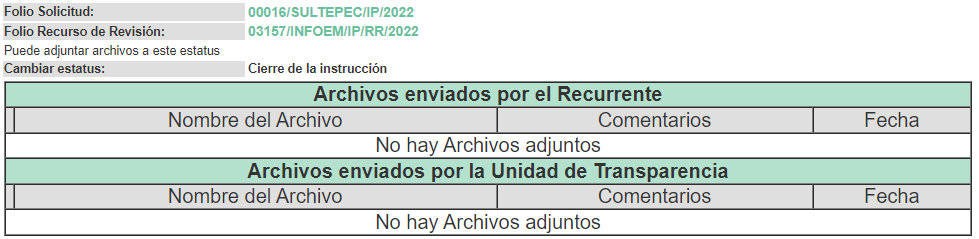 Folio Solicitud: 00016/SULTEPEC/IP/2022
Folio Recurso de Revisión: 03157/INFOEM/IP/RR/2022
Puede adjuntar archivos a este estatus
Cambiar estatus: Cierre de la instrucción
Archivos enviados por el Recurrente
Nombre del Archivo Comentarios Fecha
No hay Archivos adjuntos
Archivos enviados por la Unidad de Transparencia
Nombre del Archivo Comentarios Fecha
No hay Archivos adjuntos